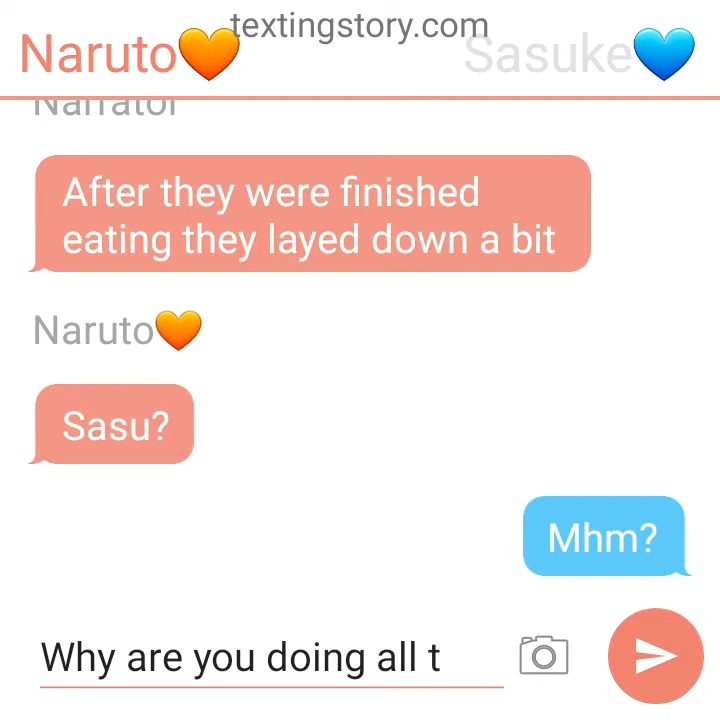 textingstory.com
Naruto🧡 Sasuke💙
Narrator
After they were finished
eating they layed down a bit
Naruto🧡
Sasu?
Mhm?
Why are you doing all t